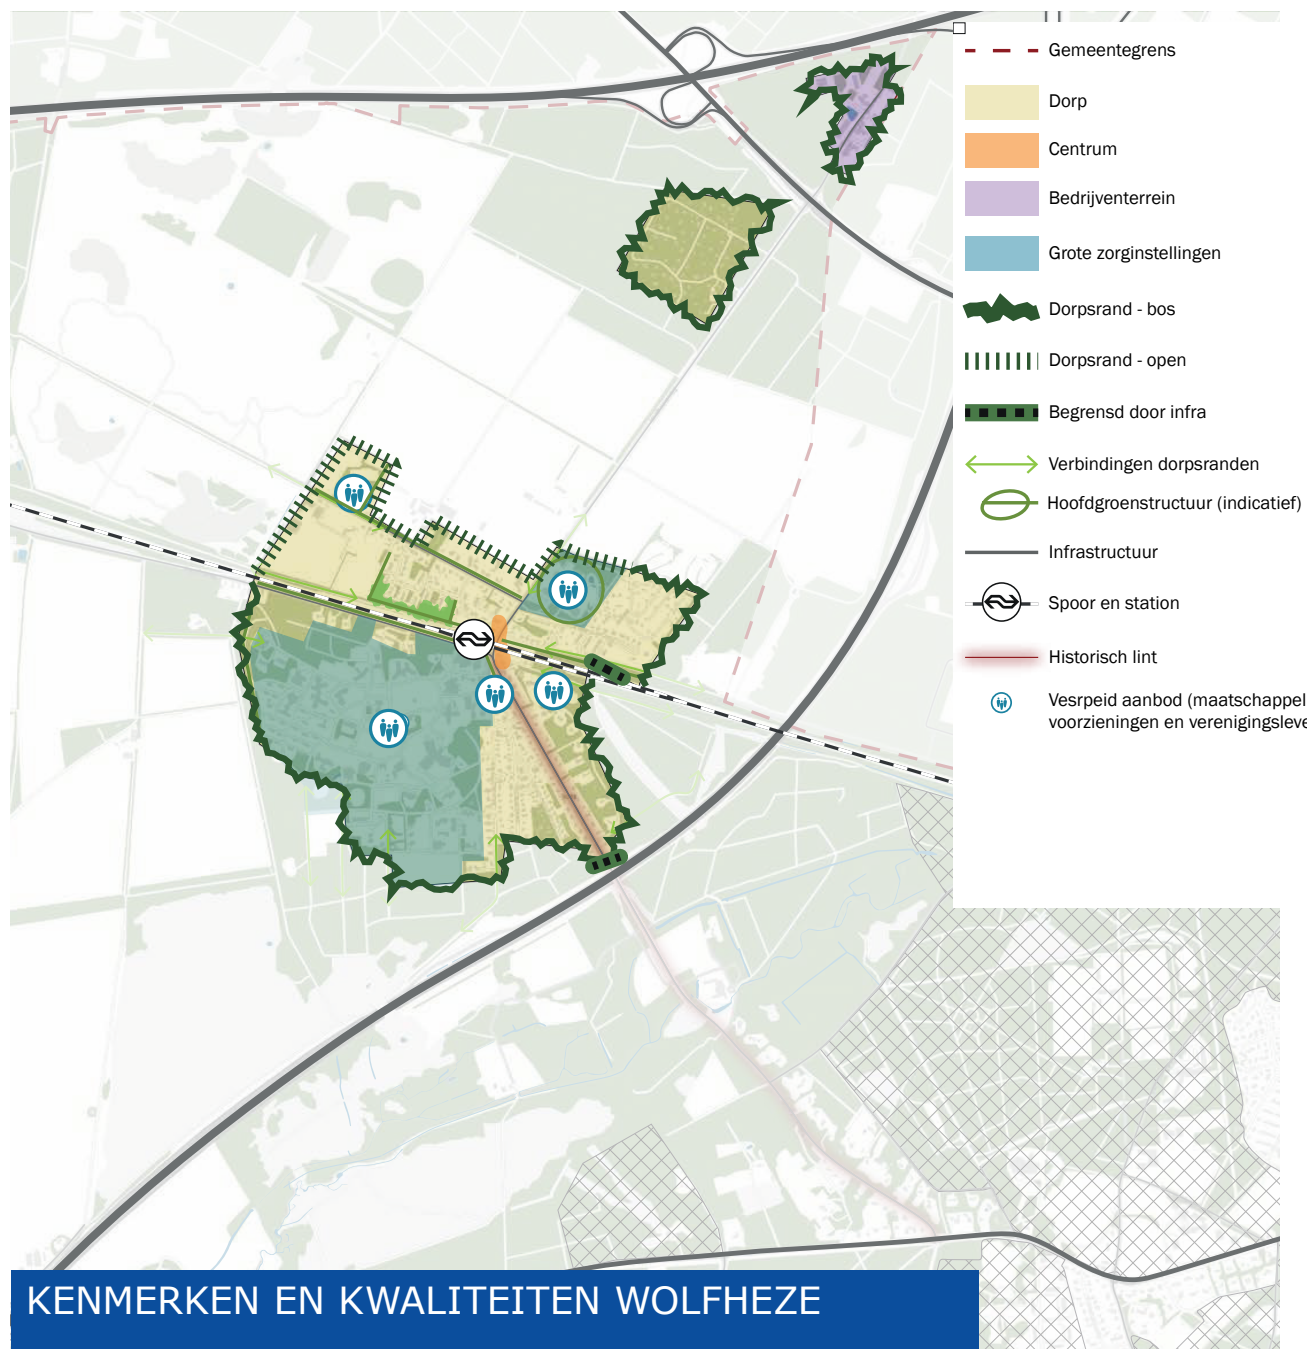 Gemeentegrens
Dorp
Centrum
Bedrijventerrein
Grote zorginstellingen
Dorpsrand - bos
Dorpsrand - open
Begrensd door infra
Verbindingen dorpsranden
Hoofdgroenstructuur (indicatief)
Infrastructuur
Spoor en station
Historisch lint
Vesrpeid aanbod (maatschappel
voorzieningen en verenigingsleve
KENMERKEN EN KWALITEITEN WOLFHEZE